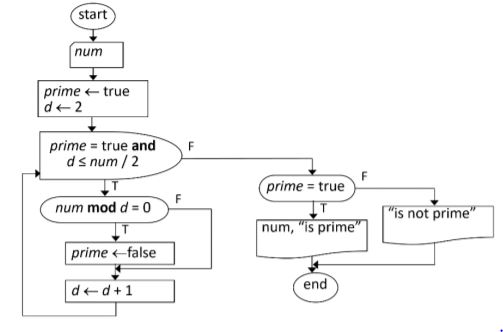 start
num
prime ← true
d ← 2
prime = true and
d ≤ num / 2
F
T
num mod d = 0
F
T
prime ←false
d ← d + 1
prime = true
F
T
num, "is prime"
"is not prime"
end